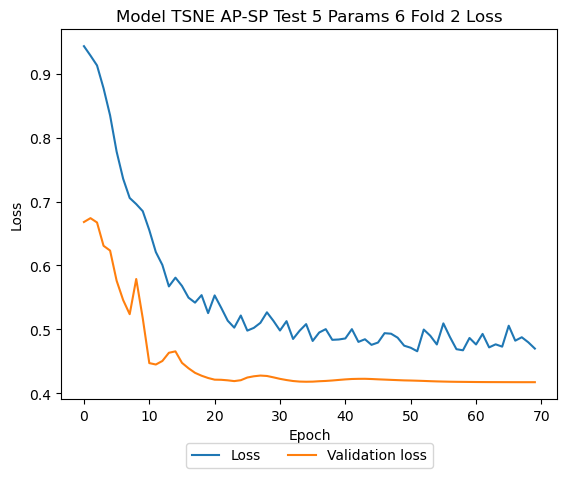 Model TSNE AP-SP Test 5 Params 6 Fold 2 Loss
0.9
0.8
0.7
0.6
0.5
0.4
Loss
0 10 20 30 40 50 60 70
Epoch
Loss Validation loss